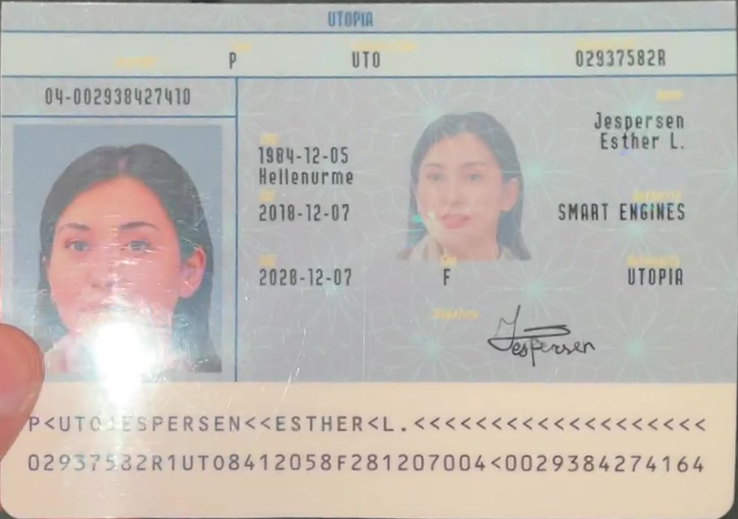 UTOPIA
P UTO 02937582R
04-002938427410
Jespersen
Esther L.
1984-12-05
Hellenurme
2018-12-07
SMART ENGINES
2028-12-07 F UTOPIA
Jespersen
P<UTOJESPERSEN<<ESTHER<L.<<<<<<<<<<<<<<<<<<<
02937582R1UTO8412058F281207004<0029384274164